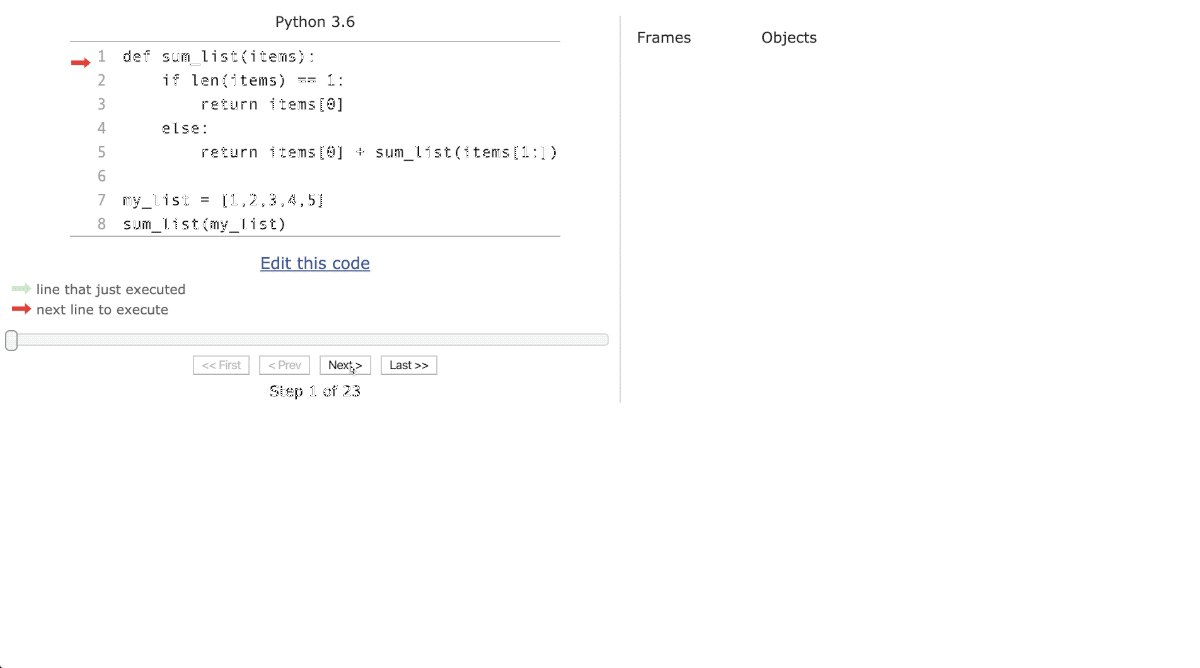 Python 3.6
1 def sum_list(items):
2     if len(items) == 1:
3         return items[0]
4     else:
5         return items[0] + sum_list(items[1:])
6
7 my_list = [1,2,3,4,5]
8 sum_list(my_list)
Edit this code
line that just executed
next line to execute
<< First < Prev Next > Last >>
Step 1 of 23
Frames Objects